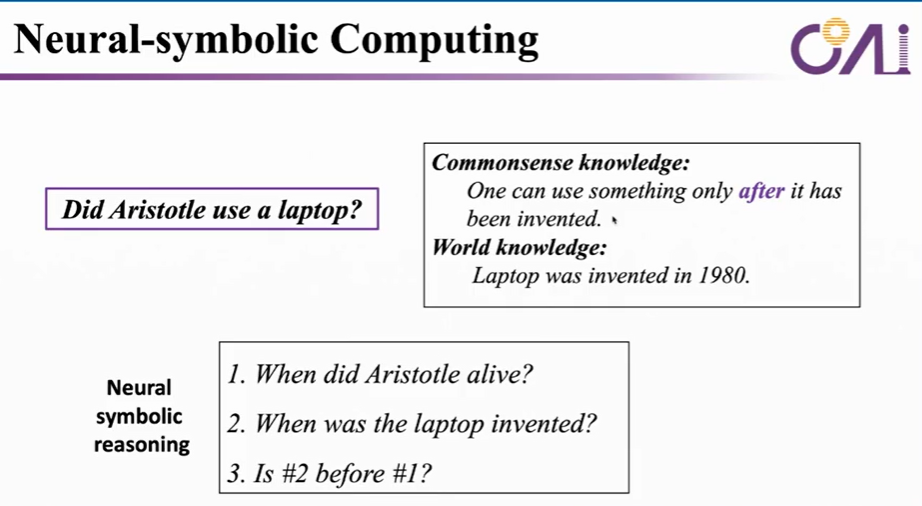 Neural-symbolic Computing
COAI
Did Aristotle use a laptop?
Commonsense knowledge:
One can use something only after it has
been invented.
World knowledge:
Laptop was invented in 1980.
Neural
symbolic
reasoning
1. When did Aristotle alive?
2. When was the laptop invented?
3. Is #2 before #1?